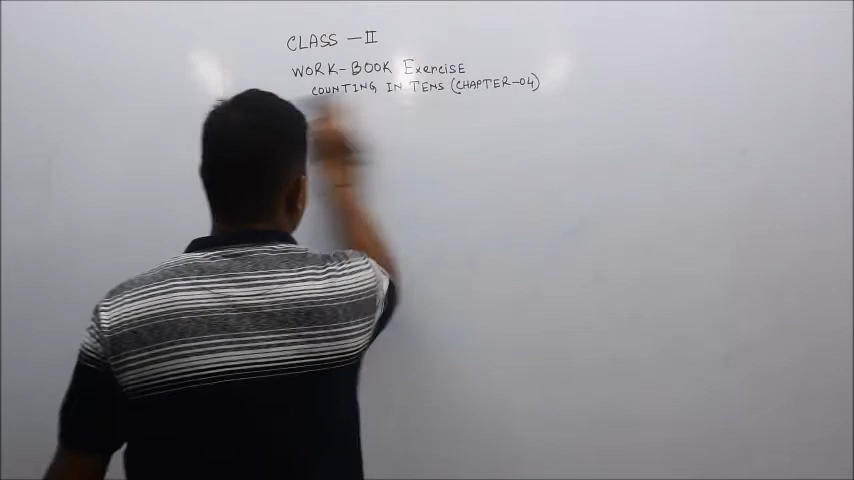 CLASS - II
WORK-BOOK Exercise
COUNTING IN TENS (CHAPTER-04)